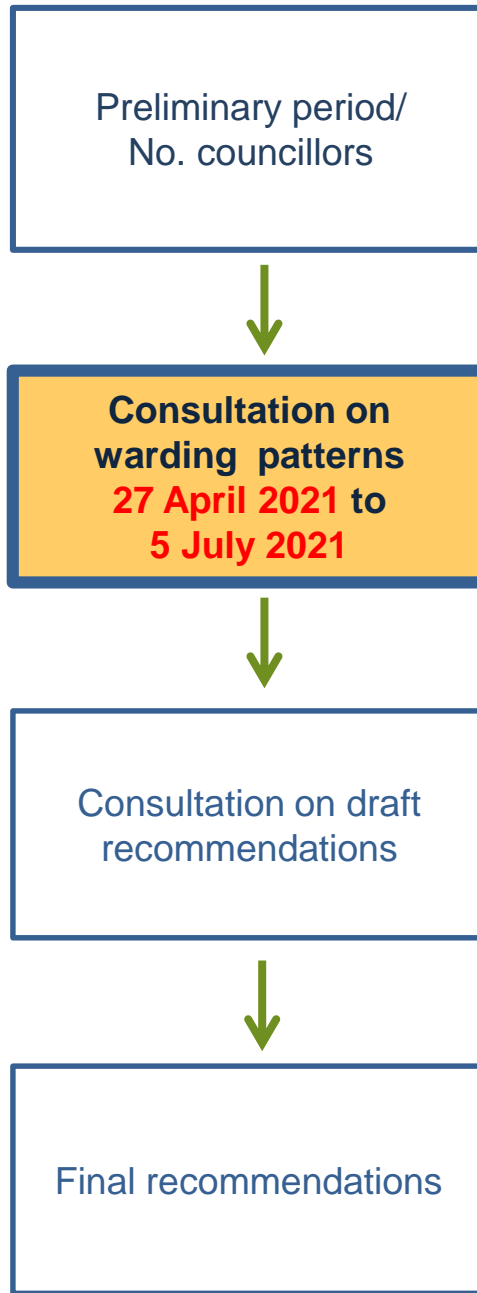 Preliminary period/
No. councillors
Consultation on
warding patterns
27 April 2021 to
5 July 2021
Consultation on draft
recommendations
Final recommendations